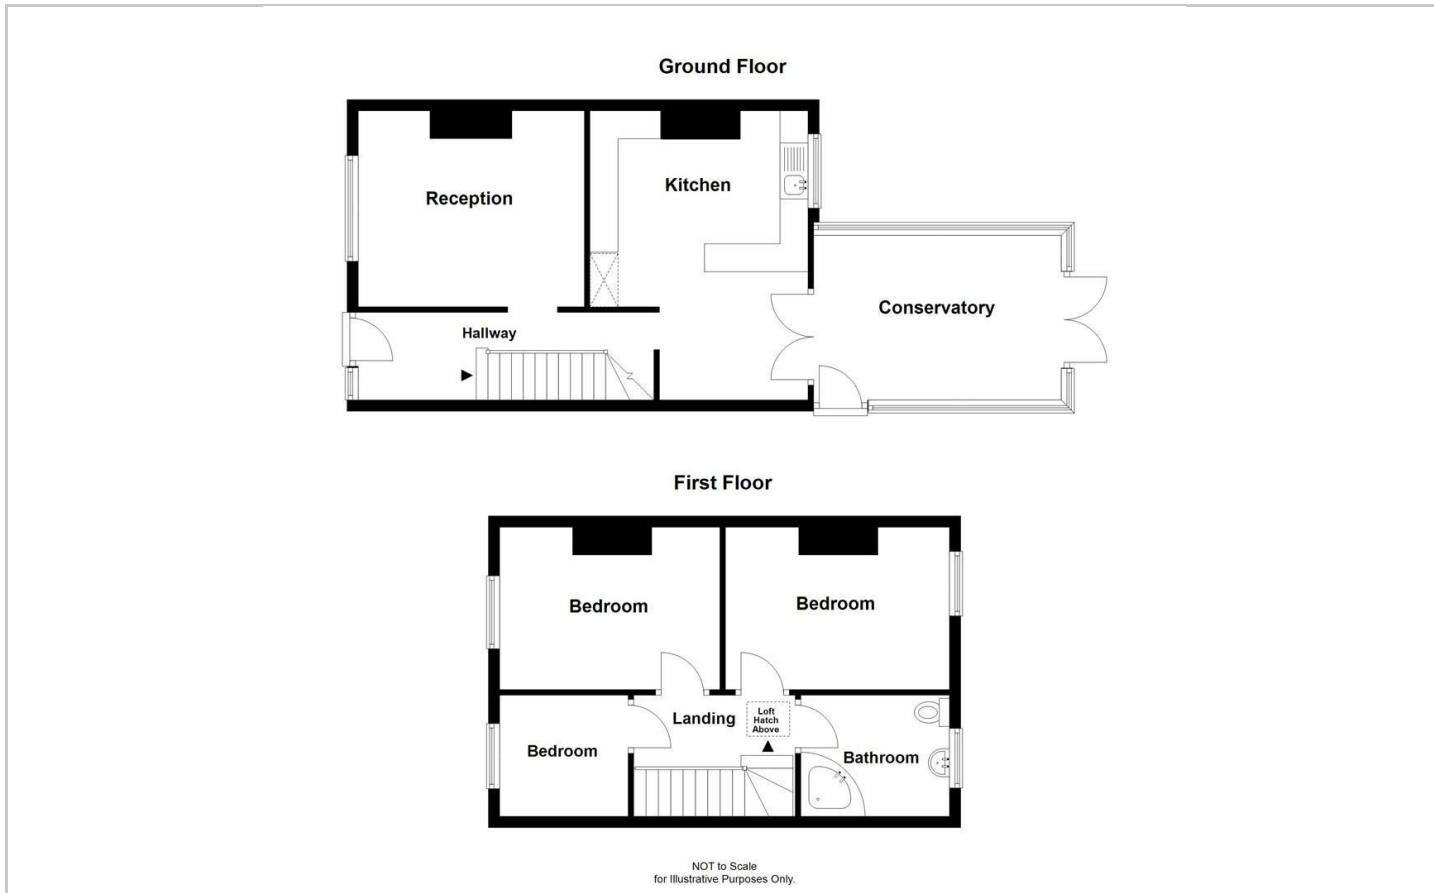 Ground Floor
Reception
Kitchen
Hallway
Conservatory
First Floor
Bedroom
Bedroom
Bedroom
Landing
Loft
Hatch
Above
Bathroom
NOT to Scale
for Illustrative Purposes Only.